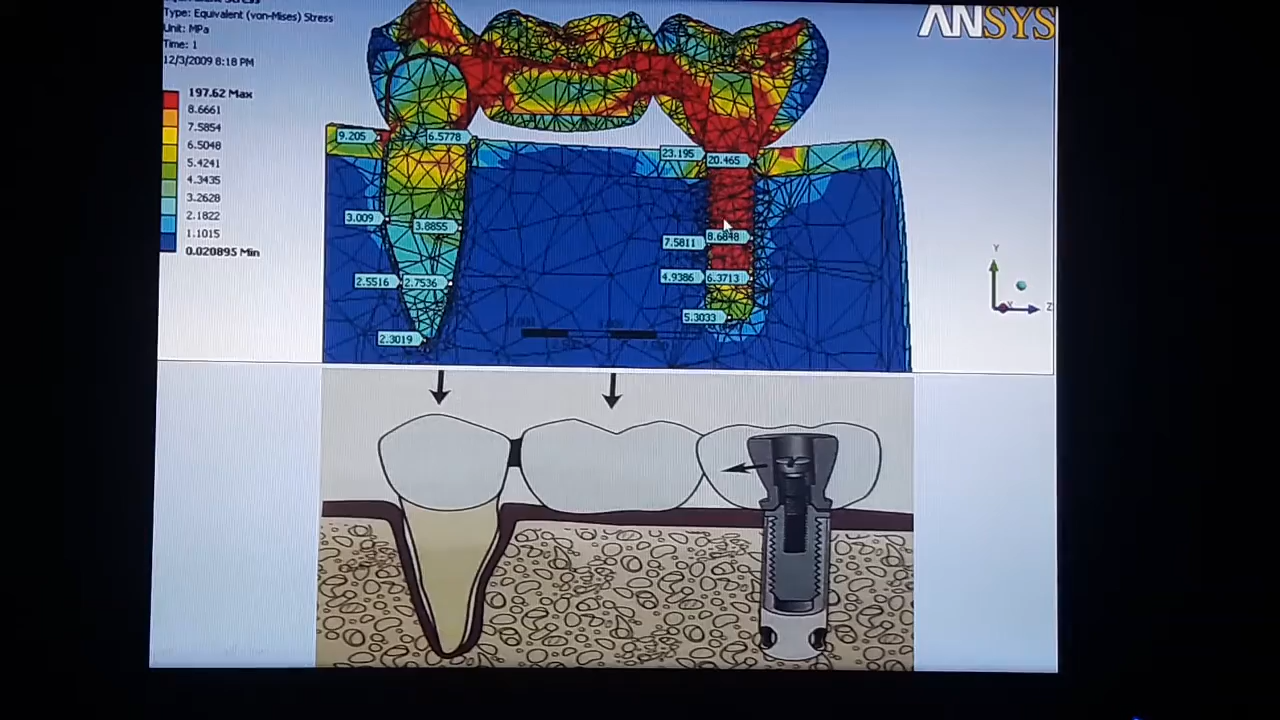 Type: Equivalent (von-Mises) Stress
Unit: MPa
Time: 1
12/3/2009 8:18 PM
ANSYS
197.62 Max
8.6661
7.5854
6.5048
5.4241
4.3435
3.2628
2.1822
1.1015
0.020895 Min
9.205
6.5778
23.195
20.465
3.009
3.8855
7.5811
8.6848
2.5516
2.7536
4.9386
6.3713
5.3033
2.3019
Y
X
Z